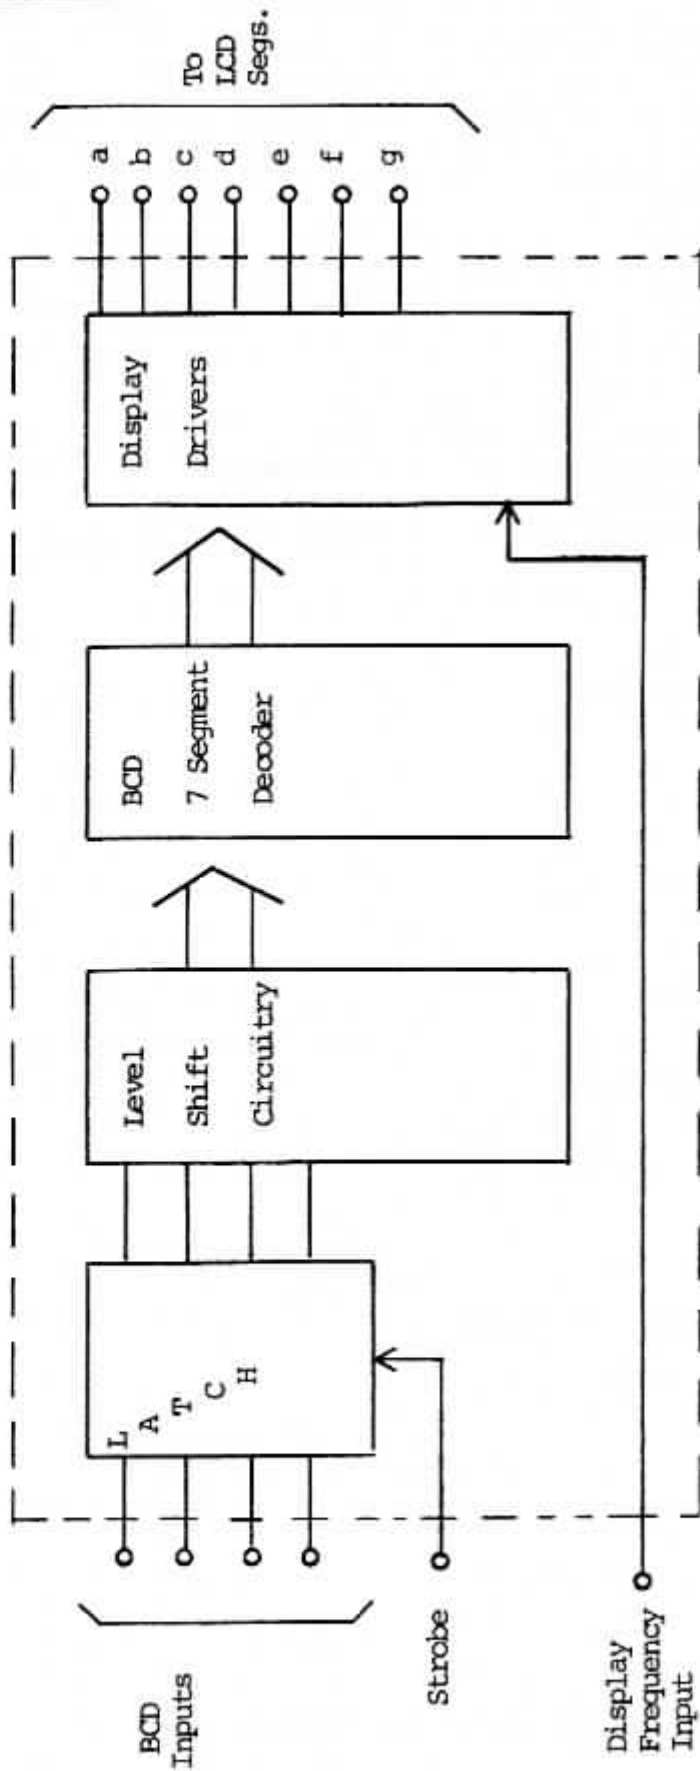 BCD
Inputs
Strobe
Display
Frequency
Input
L
A
T
C
H
Level
Shift
Circuitry
BCD
7 Segment
Decoder
Display
Drivers
a
b
c
d
e
f
g
To
LCD
Segs.